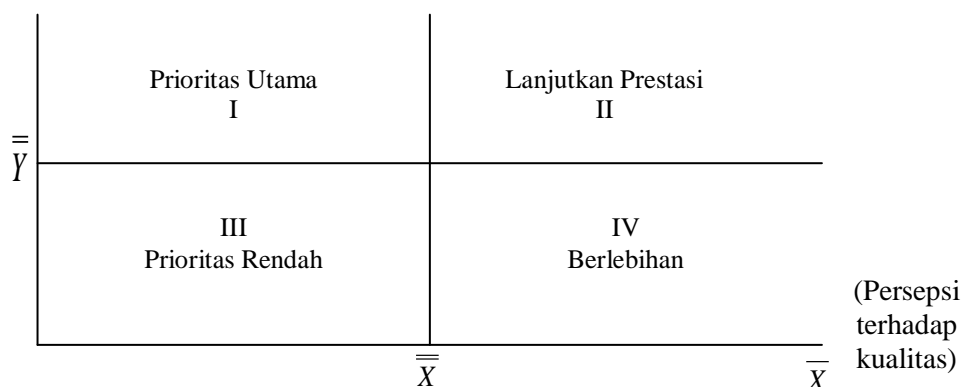 Prioritas Utama
I
Lanjutkan Prestasi
II
Y̿
III
Prioritas Rendah
IV
Berlebihan
(Persepsi
terhadap
kualitas)
X̿
X̅